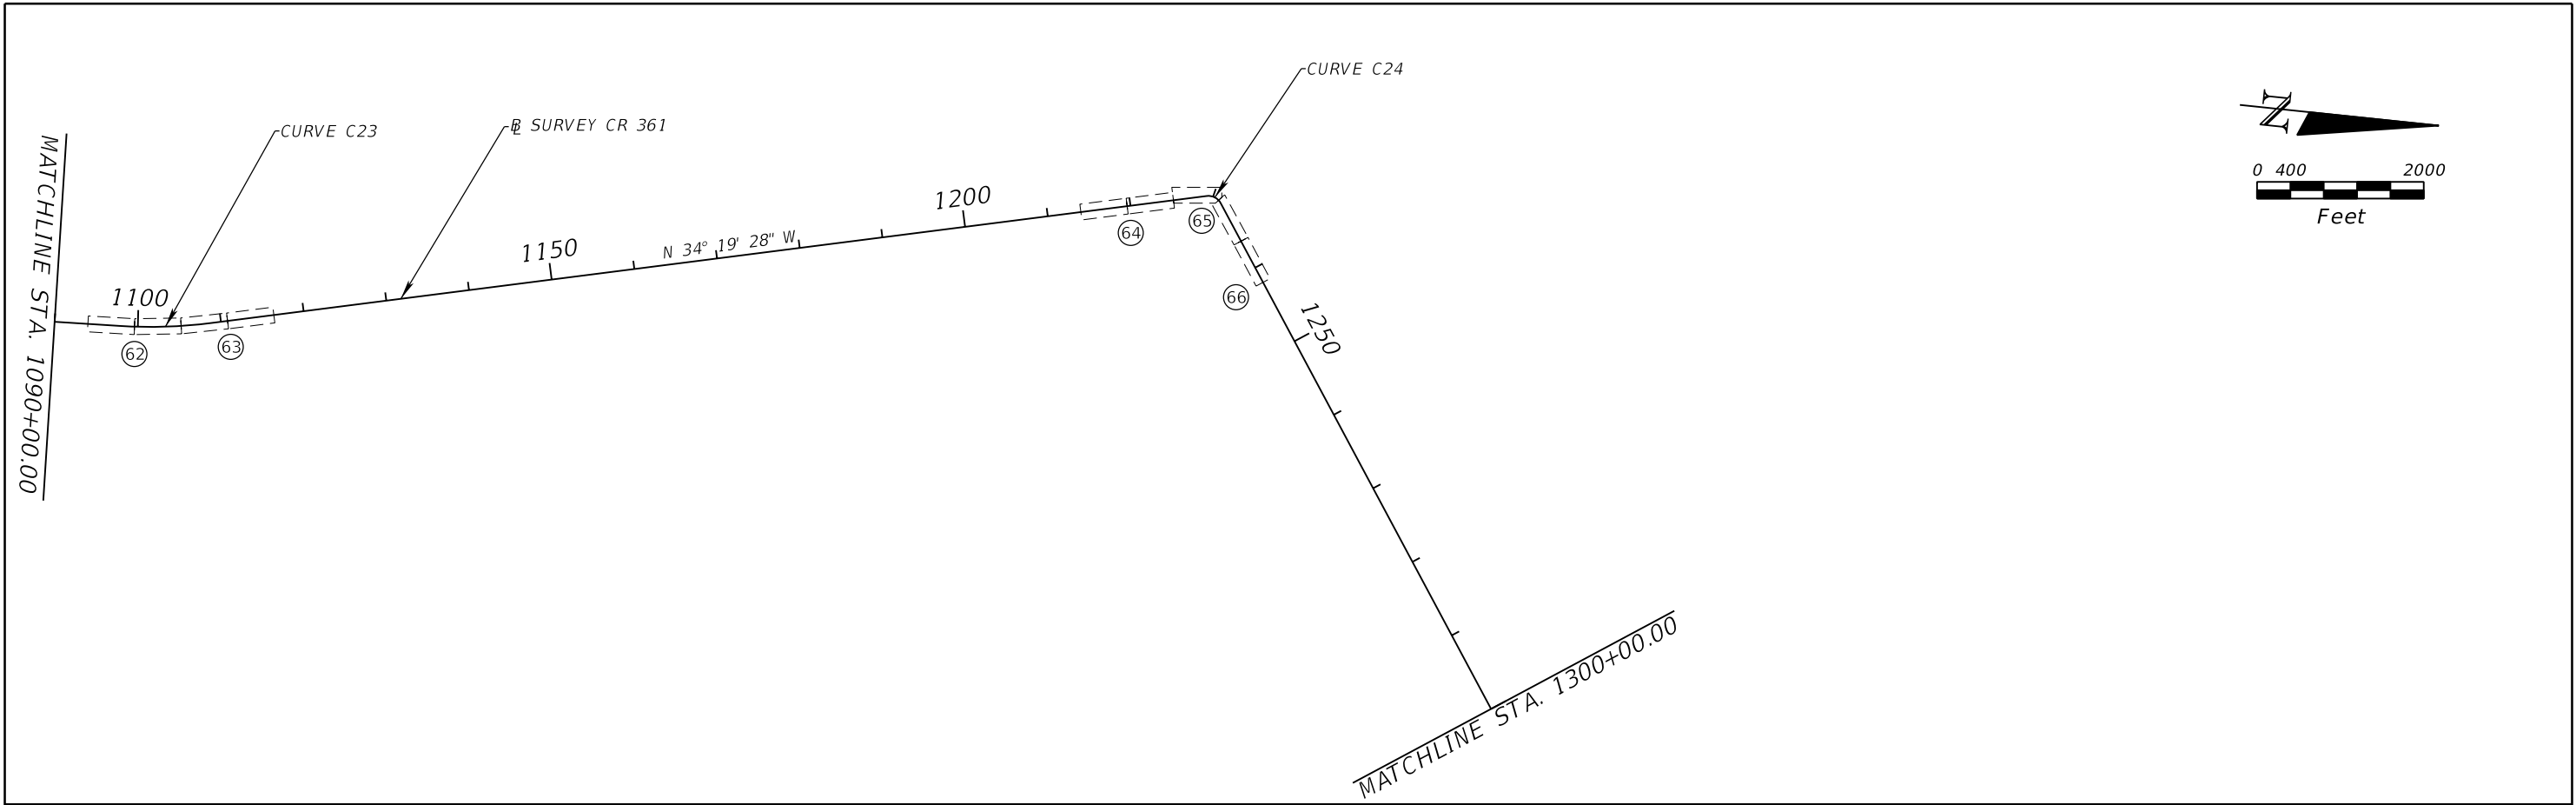 CURVE C24
N
CURVE C23
BL SURVEY CR 361
MATCHLINE STA. 1090+00.00
0 400 2000
Feet
1200
1150
N 34° 19' 28" W
1100
64
65
66
62
63
1250
MATCHLINE STA. 1300+00.00